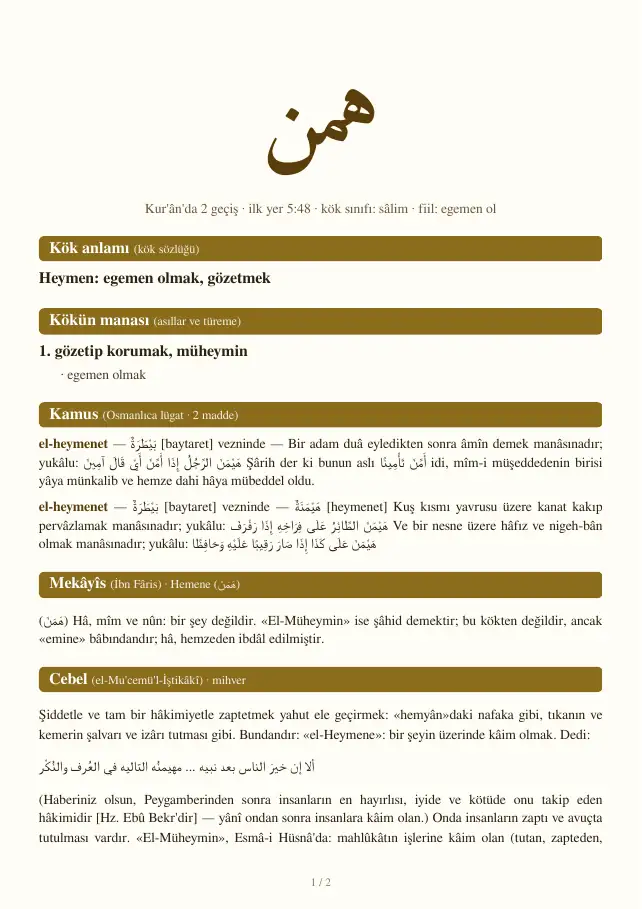 همن
Kur'ân'da 2 geçiş · ilk yer 5:48 · kök sınıfı: sâlim · fiil: egemen ol
Kök anlamı (kök sözlüğü)
Heymen: egemen olmak, gözetmek
Kökün manası (asıllar ve türeme)
1. gözetip korumak, müheymin
· egemen olmak
Kamus (Osmanlıca lügat · 2 madde)
el-heymenet — بَيْطَرَةٌ [baytaret] vezninde — Bir adam duâ eyledikten sonra âmîn demek manâsınadır;
yukâlu: هَيْمَنَ الرَّجُلُ إِذَا أَمَّنَ أَيْ قَالَ آمِينَ Şârih der ki bunun aslı أَمَّنَ تَأْمِينًا idi, mîm-i müşeddedenin birisi
yâya münkalib ve hemze dahi hâya mübeddel oldu.
el-heymenet — بَيْطَرَةٌ [baytaret] vezninde — هَيْمَنَةٌ [heymenet] Kuş kısmı yavrusu üzere kanat kakıp
pervâzlamak manâsınadır; yukâlu: هَيْمَنَ الطَّائِرُ عَلَى فِرَاخِهِ إِذَا رَفْرَفَ Ve bir nesne üzere hâfız ve nigeh-bân
olmak manâsınadır; yukâlu: هَيْمَنَ عَلَى كَذَا إِذَا صَارَ رَقِيبًا عَلَيْهِ وَحَافِظًا
Mekâyîs (İbn Fâris) · Hemene (هَمَنَ)
(هَمَنَ) Hâ, mîm ve nûn: bir şey değildir. «El-Müheymin» ise şâhid demektir; bu kökten değildir, ancak
«emine» bâbındandır; hâ, hemzeden ibdâl edilmiştir.
Cebel (el-Mu'cemü'l-İştikâkî) · mihver
Şiddetle ve tam bir hâkimiyetle zaptetmek yahut ele geçirmek: «hemyân»daki nafaka gibi, tıkanın ve
kemerin şalvarı ve izârı tutması gibi. Bundandır: «el-Heymene»: bir şeyin üzerinde kâim olmak. Dedi:
ألا إن خيرَ الناس بعد نبيه ... مهيمنُه التاليه في العُرف والنُكْر
(Haberiniz olsun, Peygamberinden sonra insanların en hayırlısı, iyide ve kötüde onu takip eden
hâkimidir [Hz. Ebû Bekr'dir] — yânî ondan sonra insanlara kâim olan.) Onda insanların zaptı ve avuçta
tutulması vardır. «El-Müheymin», Esmâ-i Hüsnâ'da: mahlûkâtın işlerine kâim olan (tutan, zapteden,
1 / 2